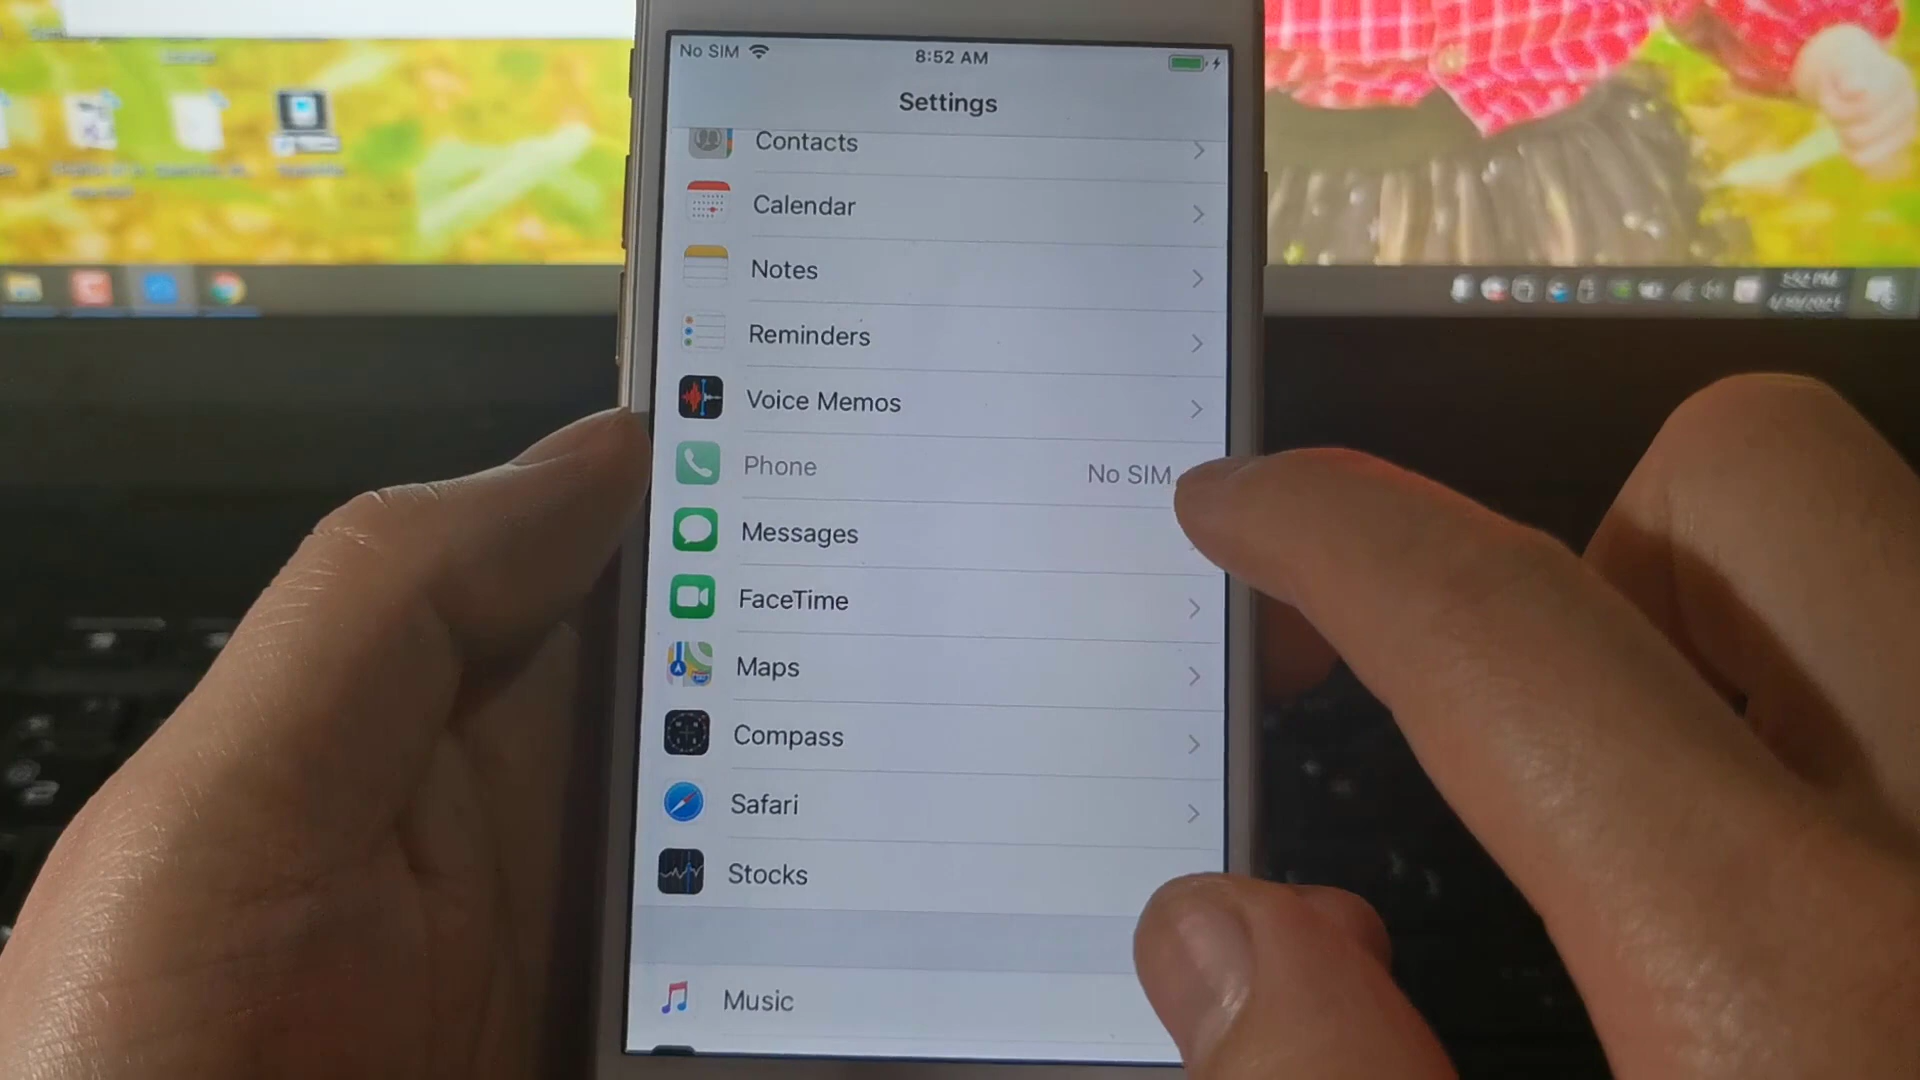 No SIM 8:52 AM
Settings
Contacts
Calendar
Notes
Reminders
Voice Memos
Phone No SIM
Messages
FaceTime
Maps
Compass
Safari
Stocks
Music